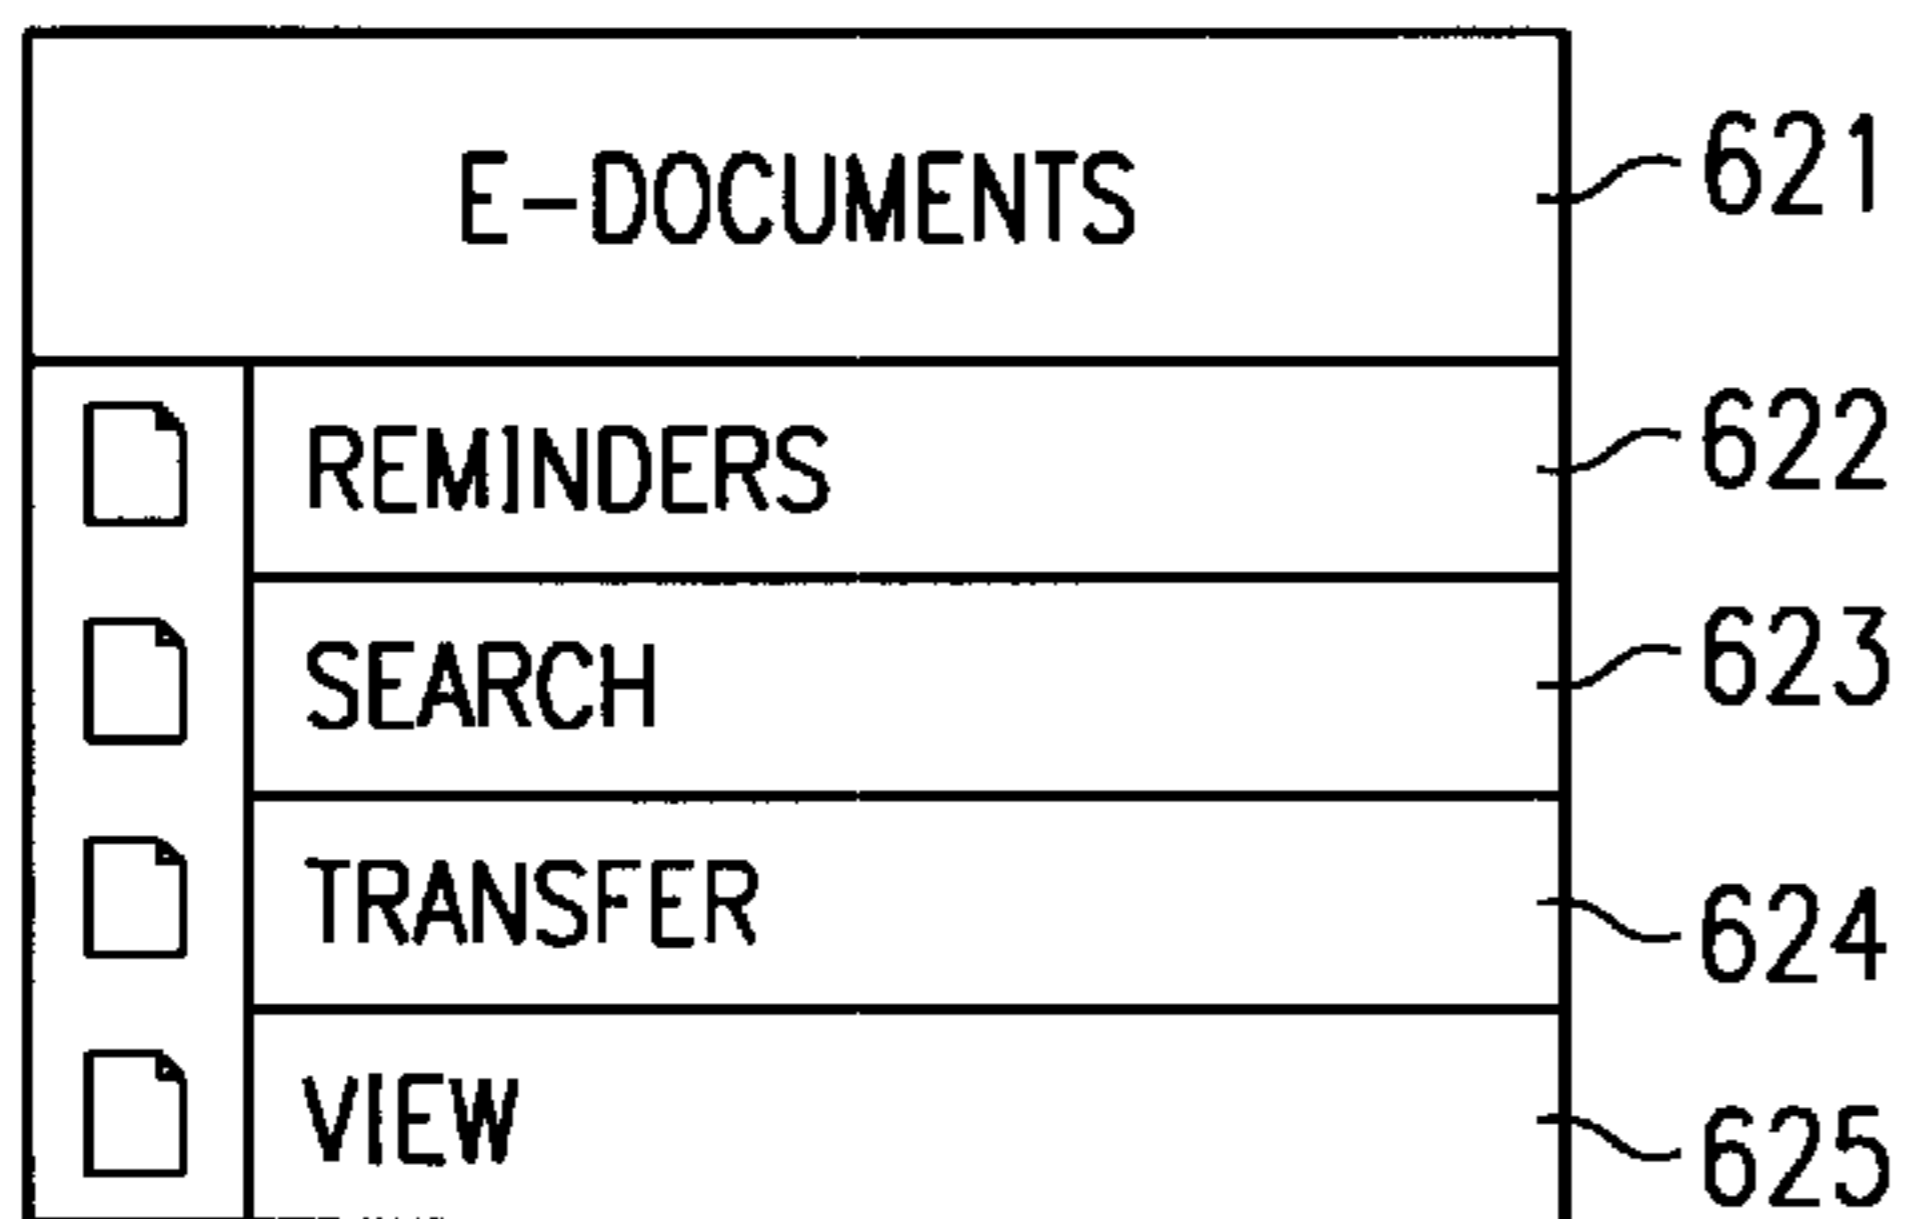 E-DOCUMENTS 621
REMINDERS 622
SEARCH 623
TRANSFER 624
VIEW 625